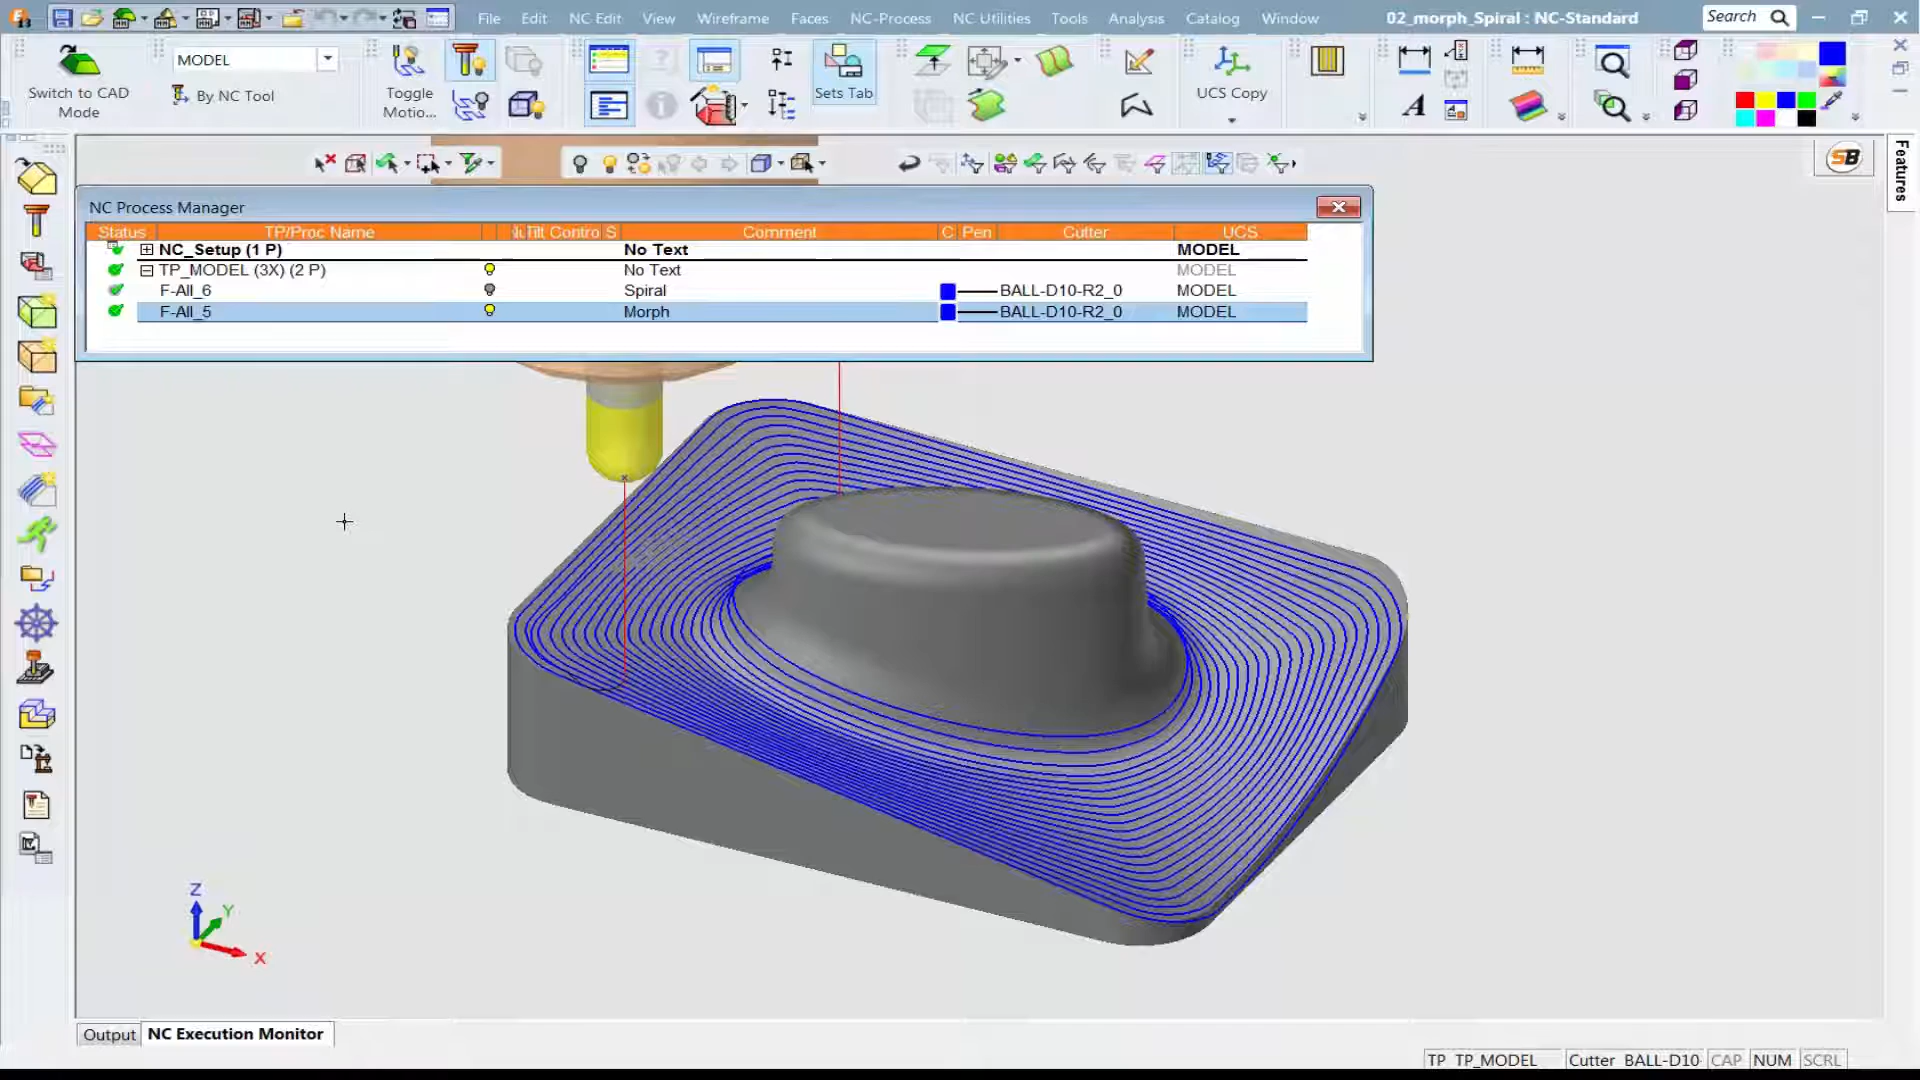 File Edit NC Edit View Wireframe Faces NC-Process NC Utilities Tools Analysis Catalog Window 02_morph_Spiral : NC-Standard Search
MODEL
By NC Tool
Switch to CAD Mode
Toggle Motio...
Sets Tab
UCS Copy
A
SB
Features
NC Process Manager
Status TP/Proc Name Tilt Contro S Comment C Pen Cutter UCS
NC_Setup (1 P) No Text MODEL
TP_MODEL (3X) (2 P) No Text MODEL
F-All_6 Spiral BALL-D10-R2_0 MODEL
F-All_5 Morph BALL-D10-R2_0 MODEL
Z
Y
X
Output NC Execution Monitor
TP TP_MODEL Cutter BALL-D10 CAP NUM SCRL